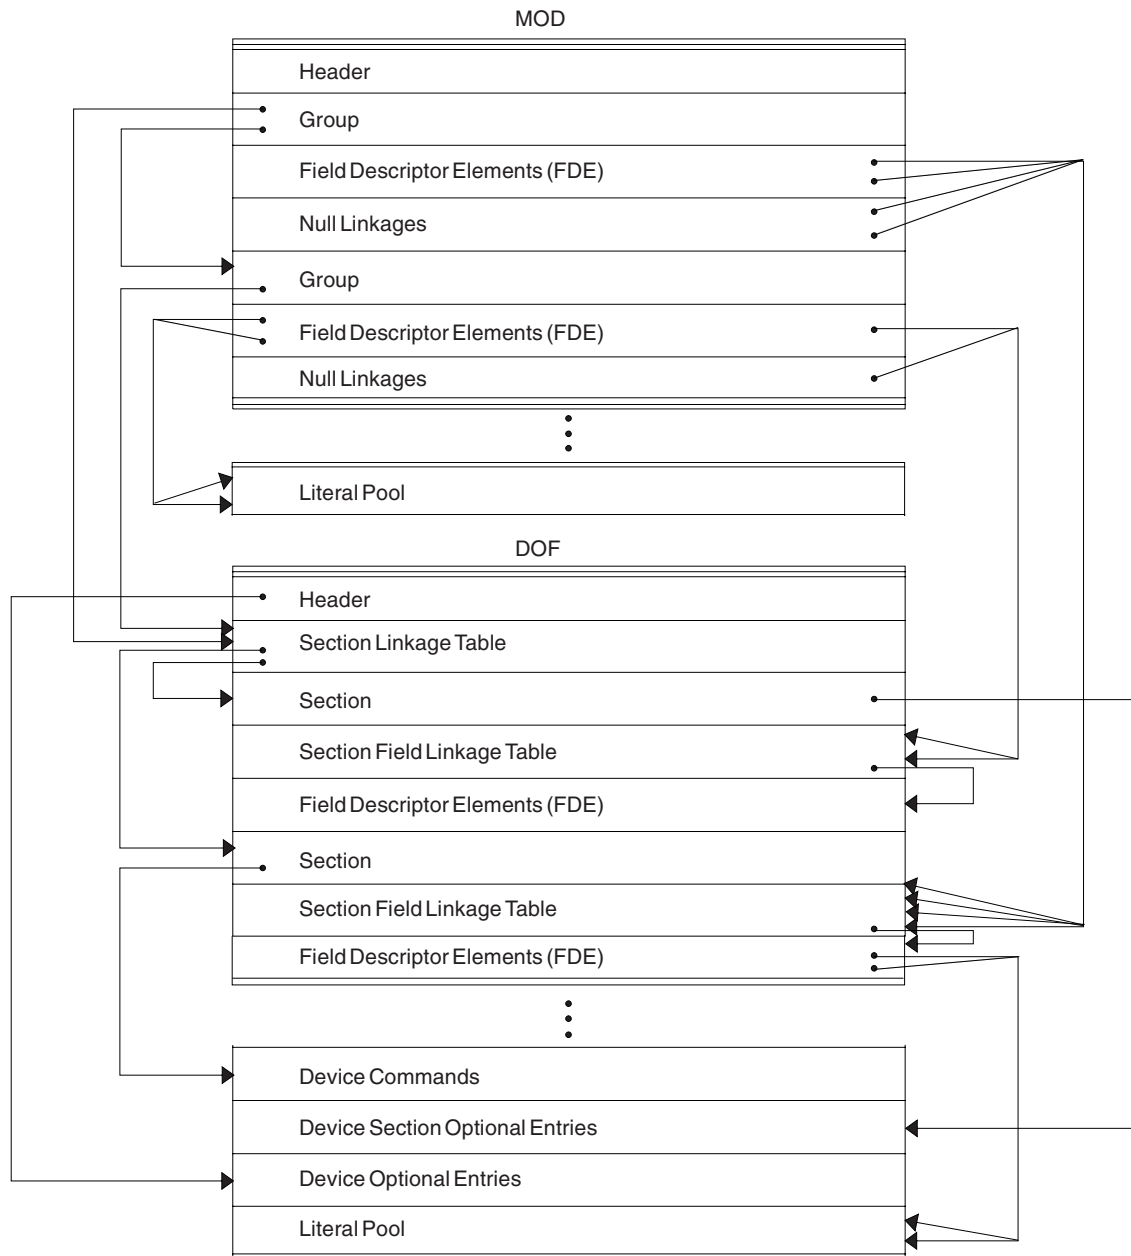 MOD
Header
Group
Field Descriptor Elements (FDE)
Null Linkages
Group
Field Descriptor Elements (FDE)
Null Linkages
Literal Pool
DOF
Header
Section Linkage Table
Section
Section Field Linkage Table
Field Descriptor Elements (FDE)
Section
Section Field Linkage Table
Field Descriptor Elements (FDE)
Device Commands
Device Section Optional Entries
Device Optional Entries
Literal Pool